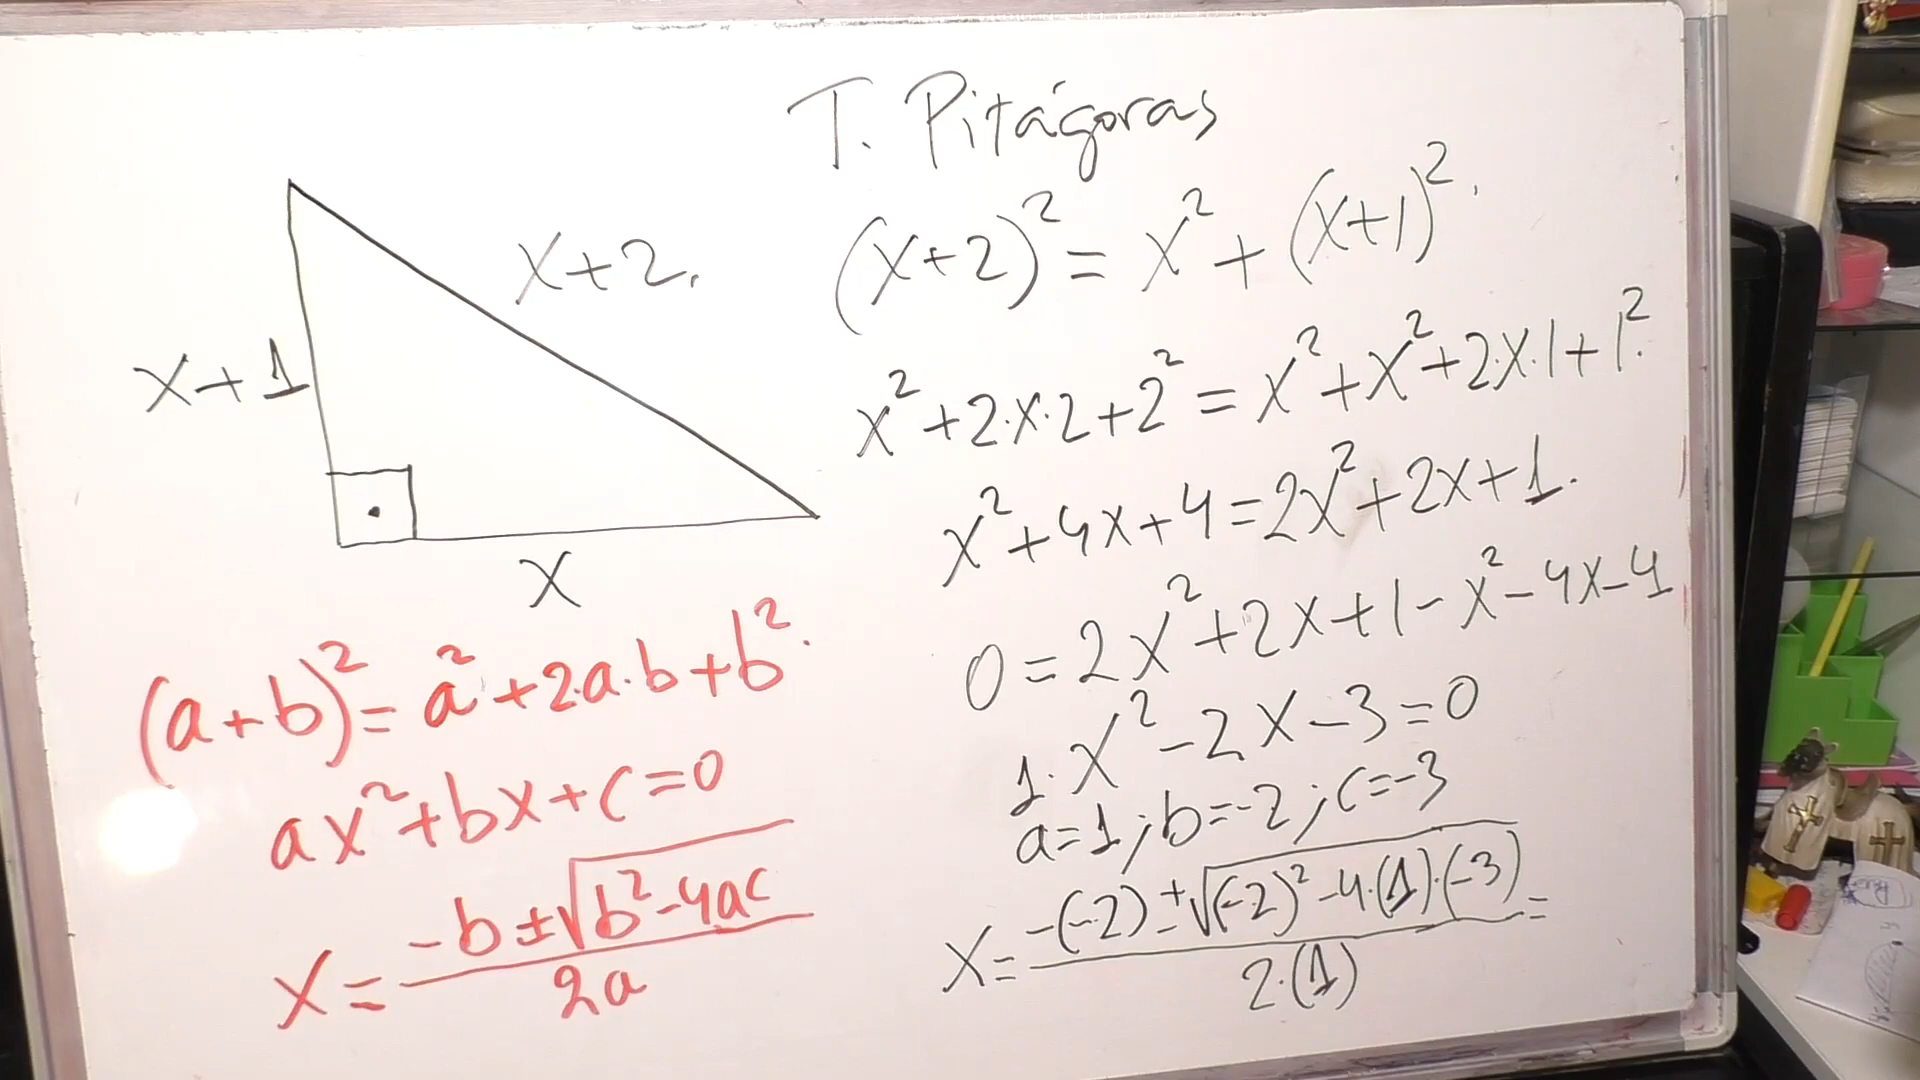 T. Pitágoras
x+2.
(x+2)² = x² + (x+1)².
x+1
x² + 2·x·2 + 2² = x² + x² + 2·x·1 + 1².
x² + 4x + 4 = 2x² + 2x + 1.
x
0 = 2x² + 2x + 1 - x² - 4x - 4
(a+b)² = a² + 2·a·b + b².
1·x² - 2x - 3 = 0
ax² + bx + c = 0
a=1; b=-2; c=-3
x = (-b ± √(b² - 4ac)) / 2a
x = (-(-2) ± √((-2)² - 4·(1)·(-3))) / 2·(1) =